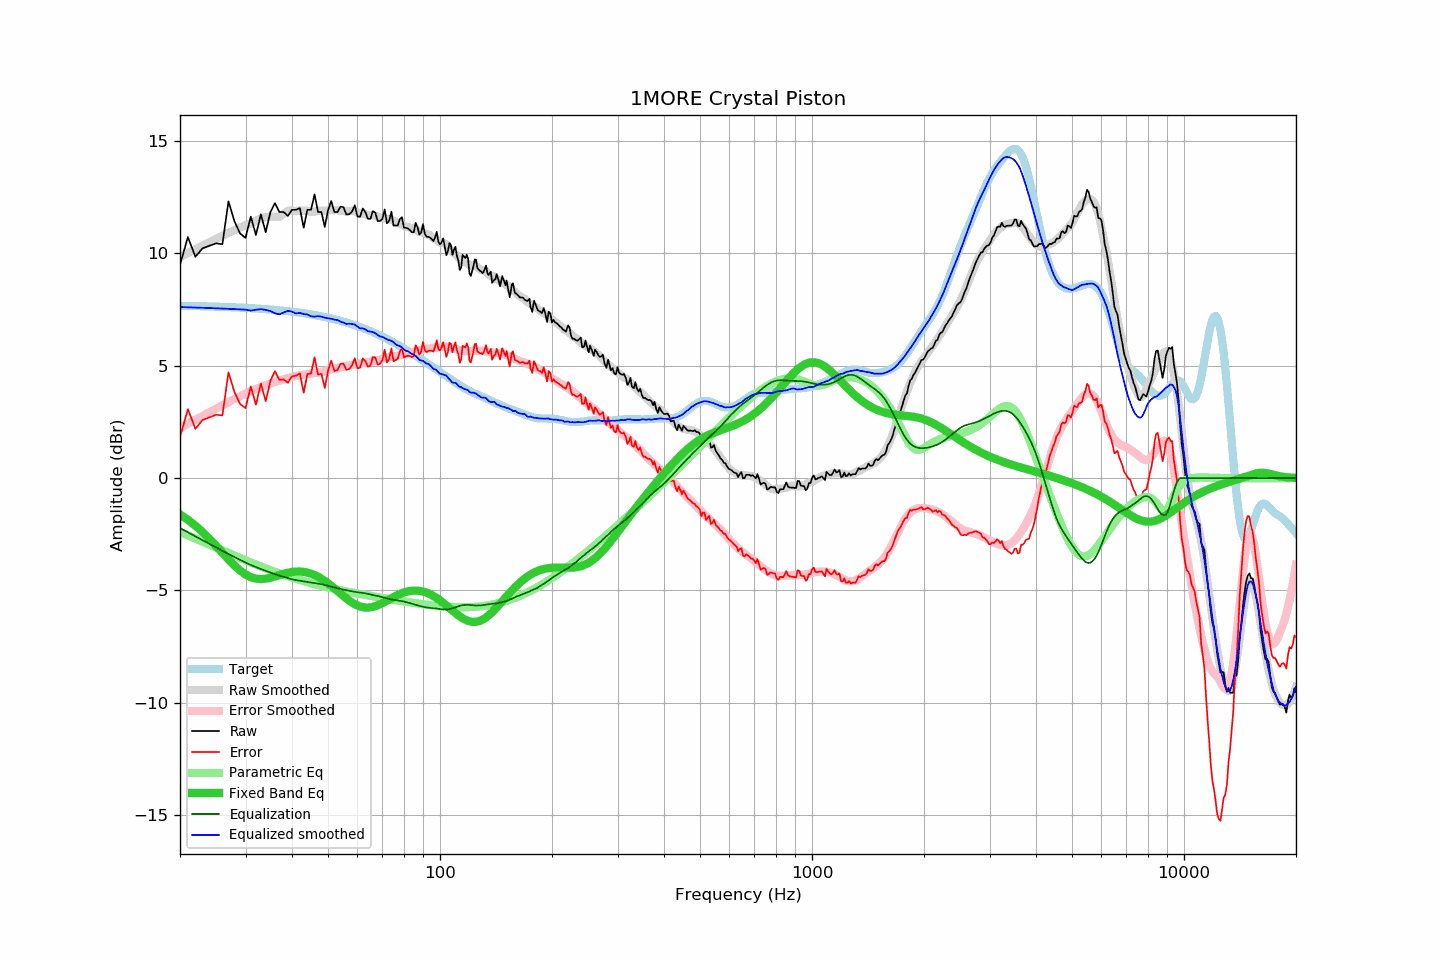 1MORE Crystal Piston
15
10
5
0
−5
−10
−15
Amplitude (dBr)
Target
Raw Smoothed
Error Smoothed
Raw
Error
Parametric Eq
Fixed Band Eq
Equalization
Equalized smoothed
100
1000
10000
Frequency (Hz)